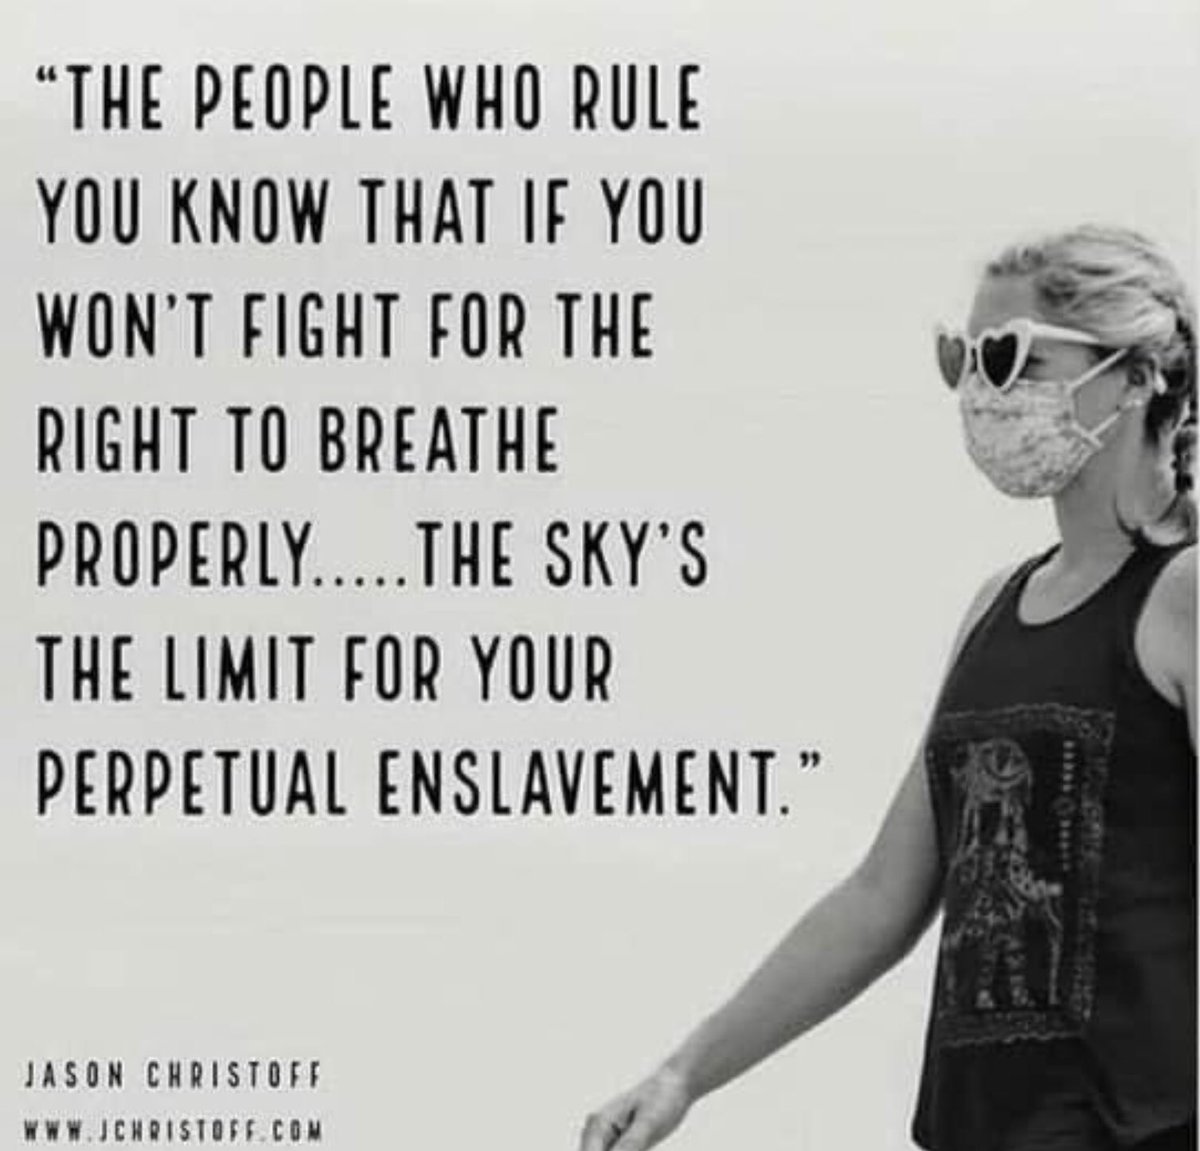 “THE PEOPLE WHO RULE
YOU KNOW THAT IF YOU
WON'T FIGHT FOR THE
RIGHT TO BREATHE
PROPERLY.....THE SKY'S
THE LIMIT FOR YOUR
PERPETUAL ENSLAVEMENT.”
JASON CHRISTOFF
WWW.JCHRISTOFF.COM